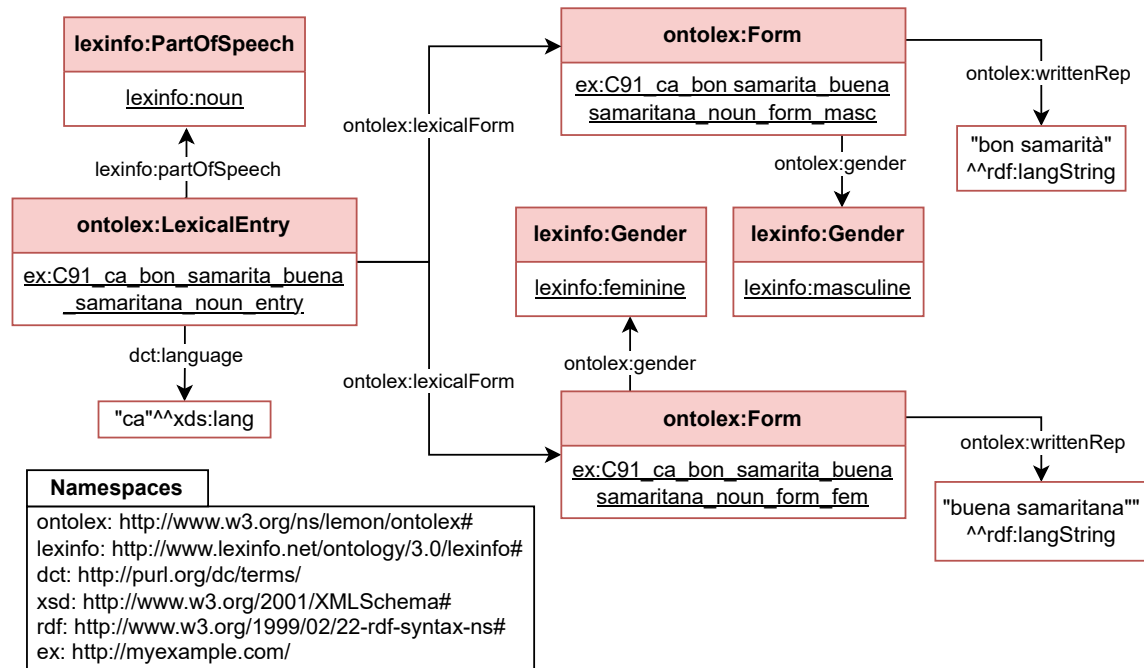 lexinfo:PartOfSpeech
lexinfo:noun
lexinfo:partOfSpeech
ontolex:LexicalEntry
ex:C91_ca_bon_samarita_buena
_samaritana_noun_entry
dct:language
"ca"^^xds:lang
ontolex:lexicalForm
ontolex:lexicalForm
ontolex:Form
ex:C91_ca_bon samarita_buena
samaritana_noun_form_masc
ontolex:writtenRep
"bon samarità"
^^rdf:langString
ontolex:gender
lexinfo:Gender
lexinfo:feminine
lexinfo:Gender
lexinfo:masculine
ontolex:gender
ontolex:Form
ex:C91_ca_bon_samarita_buena
samaritana_noun_form_fem
ontolex:writtenRep
"buena samaritana""
^^rdf:langString
Namespaces
ontolex: http://www.w3.org/ns/lemon/ontolex#
lexinfo: http://www.lexinfo.net/ontology/3.0/lexinfo#
dct: http://purl.org/dc/terms/
xsd: http://www.w3.org/2001/XMLSchema#
rdf: http://www.w3.org/1999/02/22-rdf-syntax-ns#
ex: http://myexample.com/